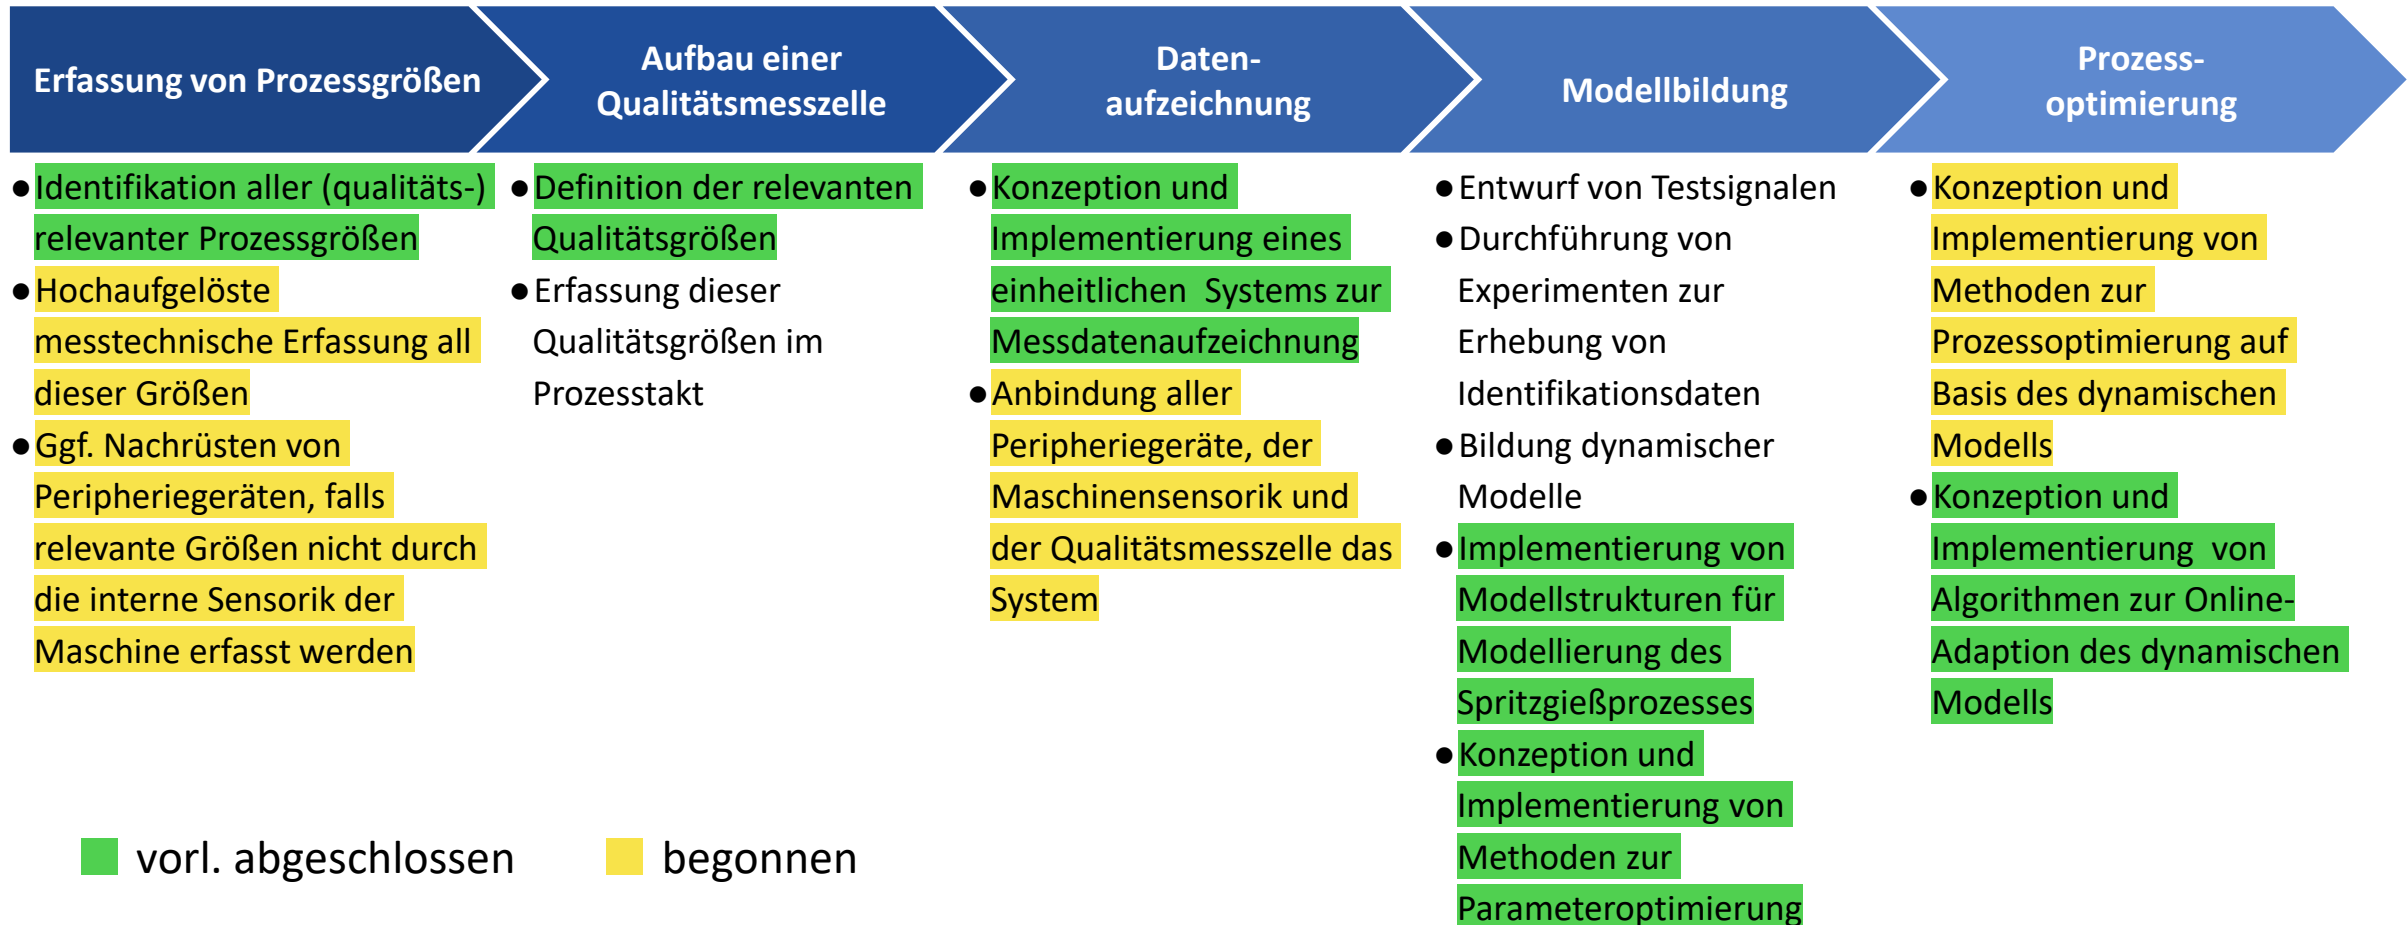 Erfassung von Prozessgrößen
Aufbau einer
Qualitätsmesszelle
Daten-
aufzeichnung
Modellbildung
Prozess-
optimierung
●Identifikation aller (qualitäts-)
relevanter Prozessgrößen
●Hochaufgelöste
messtechnische Erfassung all
dieser Größen
●Ggf. Nachrüsten von
Peripheriegeräten, falls
relevante Größen nicht durch
die interne Sensorik der
Maschine erfasst werden
●Definition der relevanten
Qualitätsgrößen
●Erfassung dieser
Qualitätsgrößen im
Prozesstakt
●Konzeption und
Implementierung eines
einheitlichen  Systems zur
Messdatenaufzeichnung
●Anbindung aller
Peripheriegeräte, der
Maschinensensorik und
der Qualitätsmesszelle das
System
●Entwurf von Testsignalen
●Durchführung von
Experimenten zur
Erhebung von
Identifikationsdaten
●Bildung dynamischer
Modelle
●Implementierung von
Modellstrukturen für
Modellierung des
Spritzgießprozesses
●Konzeption und
Implementierung von
Methoden zur
Parameteroptimierung
●Konzeption und
Implementierung von
Methoden zur
Prozessoptimierung auf
Basis des dynamischen
Modells
●Konzeption und
Implementierung  von
Algorithmen zur Online-
Adaption des dynamischen
Modells
vorl. abgeschlossen
begonnen